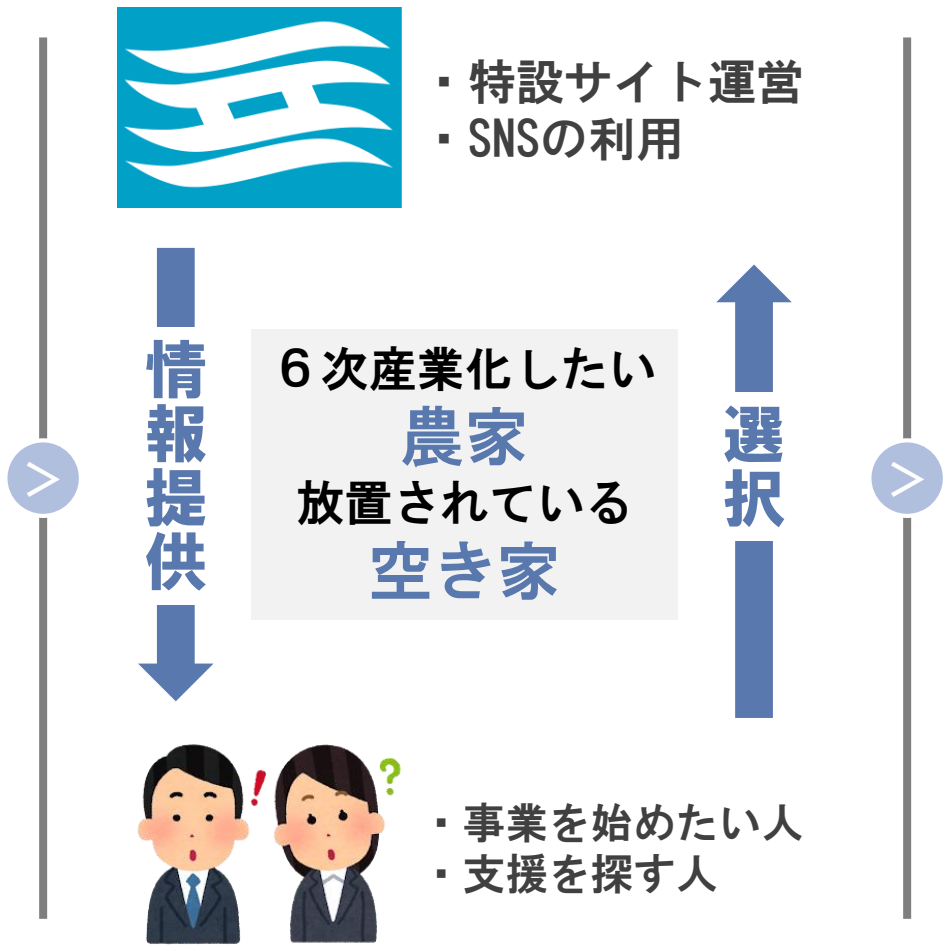 ・特設サイト運営
・SNSの利用
情報提供
６次産業化したい
農家
放置されている
空き家
選択
>
>
!
?
・事業を始めたい人
・支援を探す人